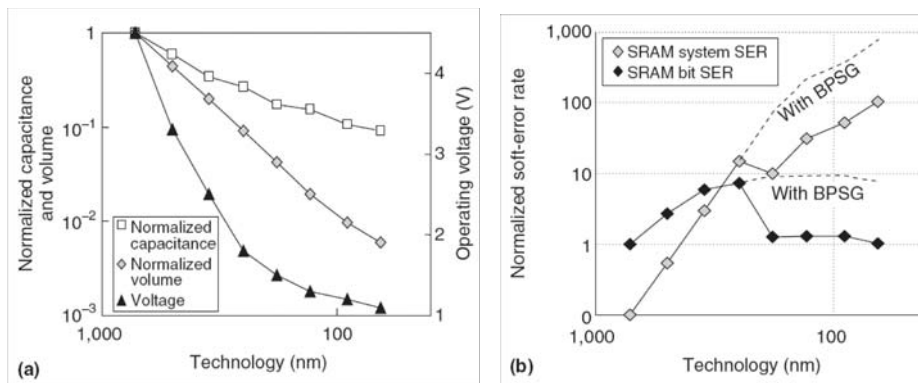 1
10⁻¹
10⁻²
10⁻³
Normalized capacitance
and volume
Normalized
capacitance
Normalized
volume
Voltage
4
3
2
1
Operating voltage (V)
1,000
100
Technology (nm)
(a)
1,000
100
10
1
0
Normalized soft-error rate
SRAM system SER
SRAM bit SER
With BPSG
With BPSG
1,000
100
Technology (nm)
(b)